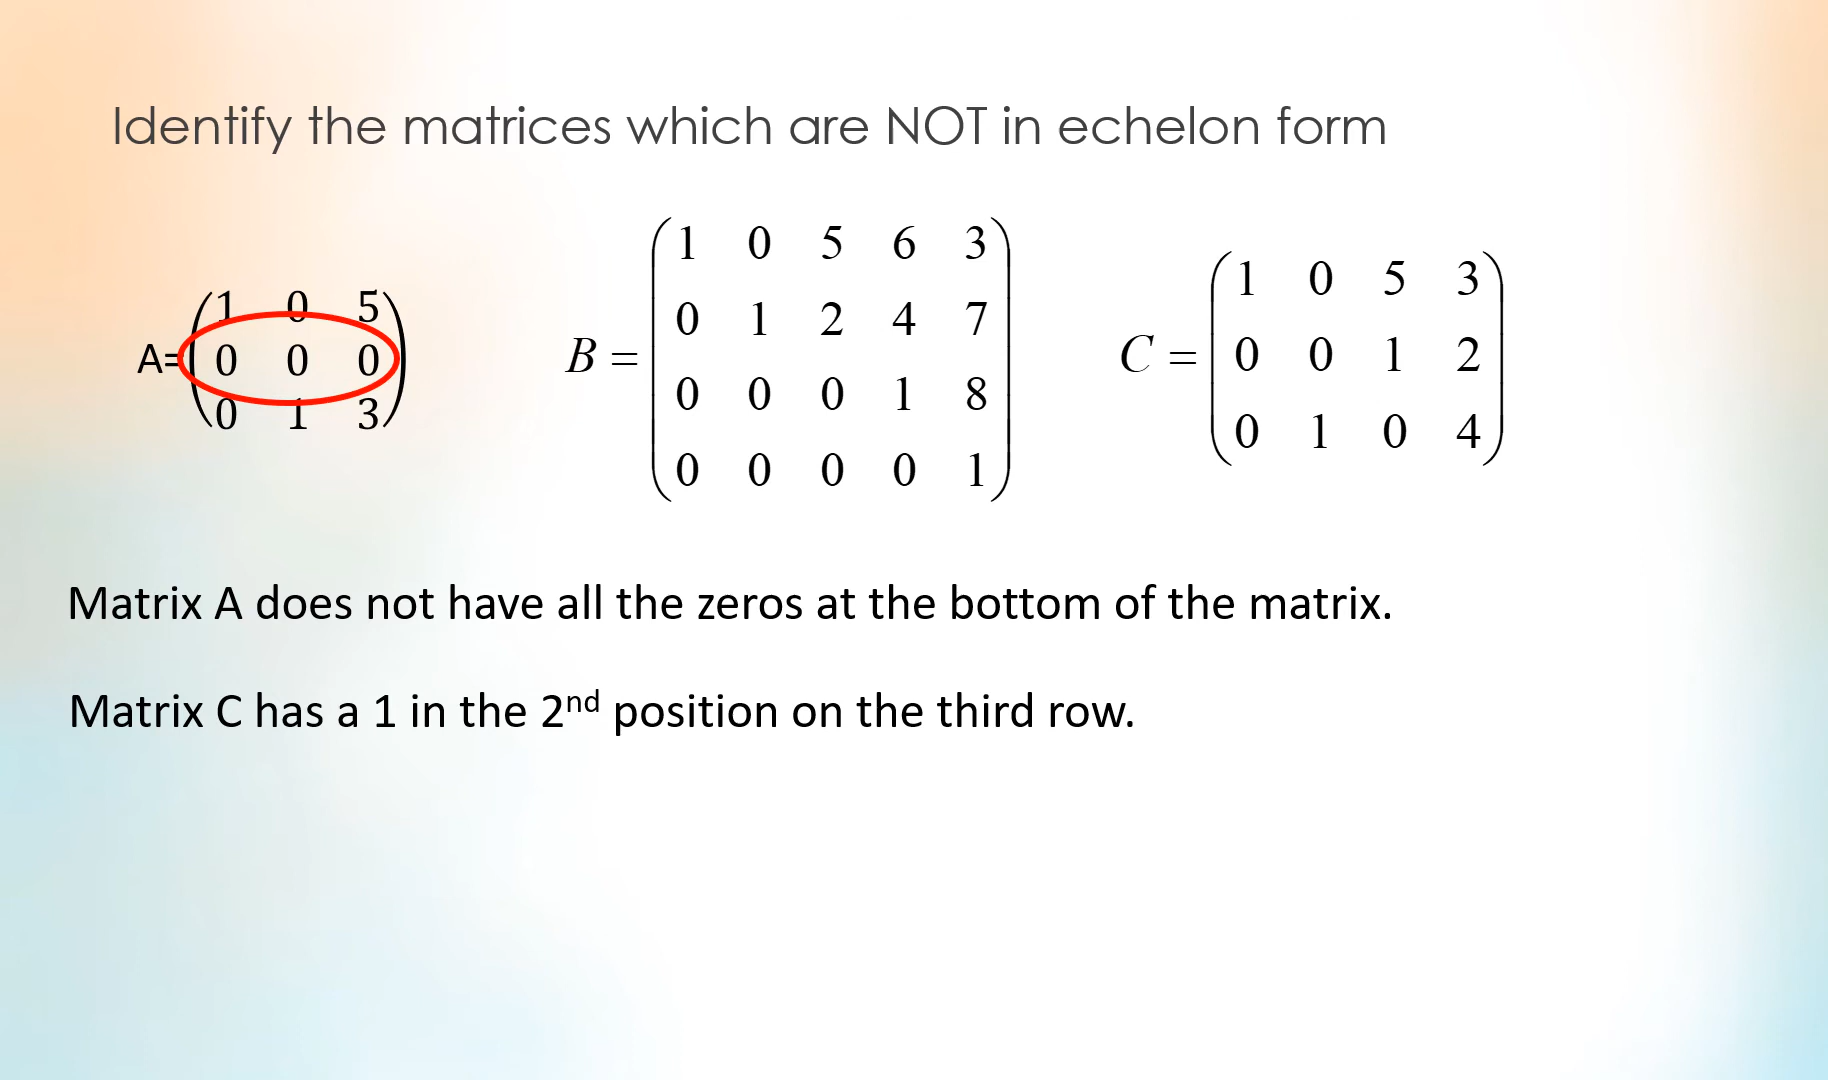 Identify the matrices which are NOT in echelon form
A=
1 0 5
0 0 0
0 1 3
B =
1 0 5 6 3
0 1 2 4 7
0 0 0 1 8
0 0 0 0 1
C =
1 0 5 3
0 0 1 2
0 1 0 4
Matrix A does not have all the zeros at the bottom of the matrix.
Matrix C has a 1 in the 2nd position on the third row.